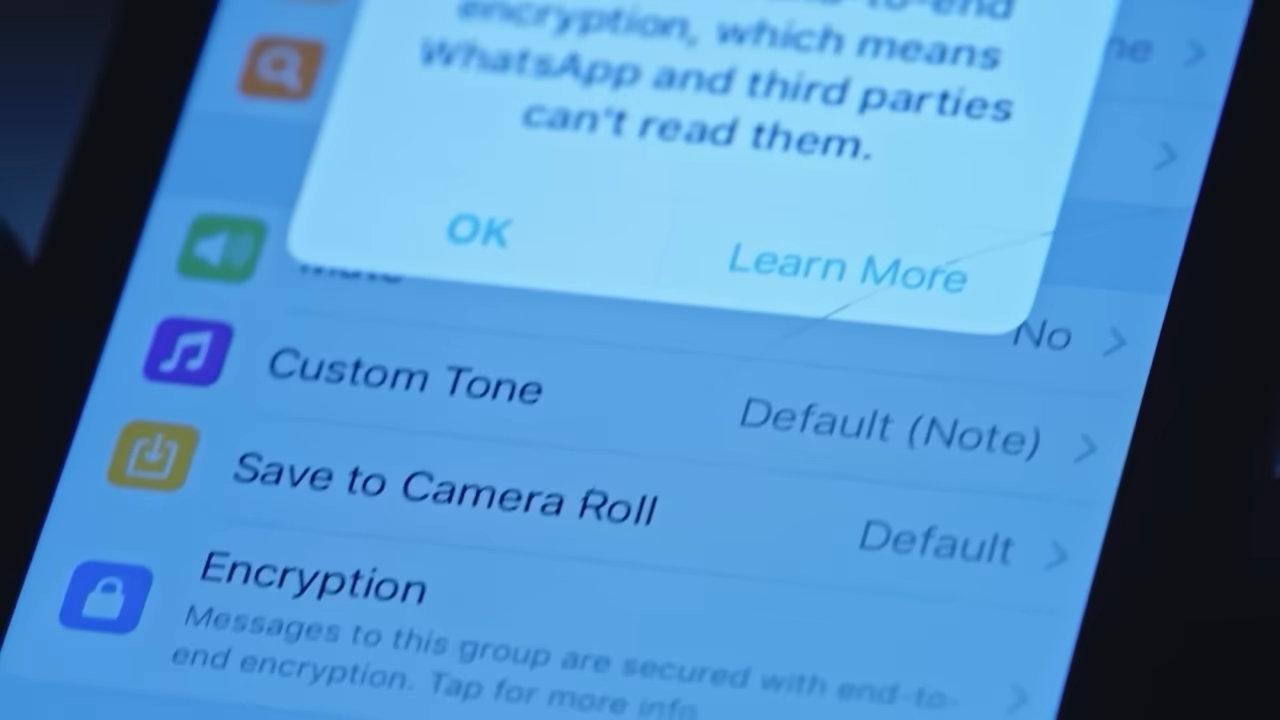 to-end
encryption, which means
WhatsApp and third parties
can't read them.
OK
Learn More
No
Custom Tone
Default (Note)
Save to Camera Roll
Default
Encryption
Messages to this group are secured with end-to-
end encryption. Tap for more info.